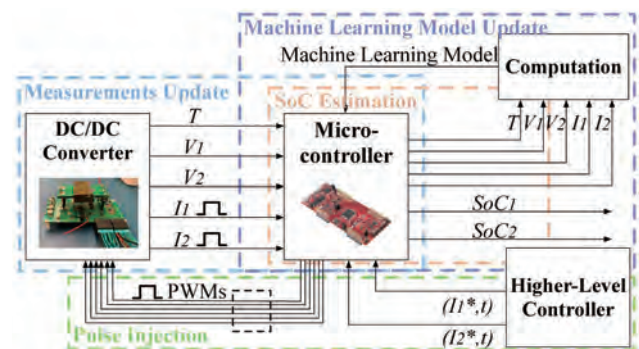 Machine Learning Model Update
Machine Learning Model
Computation
Measurements Update
SoC Estimation
DC/DC
Converter
T
V1
V2
I1
I2
Micro-
controller
T V1 V2 I1 I2
SoC1
SoC2
PWMs
Higher-Level
Controller
(I1*,t)
(I2*,t)
Pulse Injection